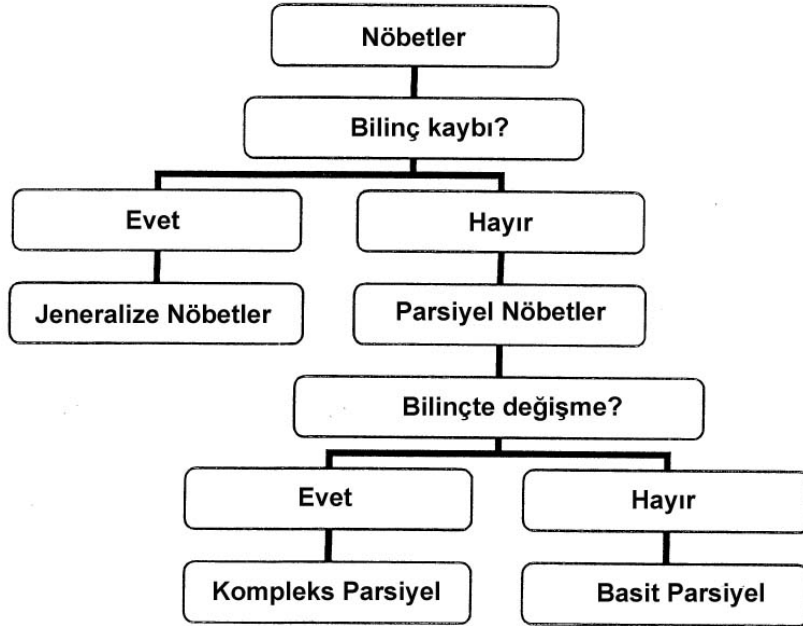 Nöbetler
Bilinç kaybı?
Evet
Hayır
Jeneralize Nöbetler
Parsiyel Nöbetler
Bilinçte değişme?
Evet
Hayır
Kompleks Parsiyel
Basit Parsiyel